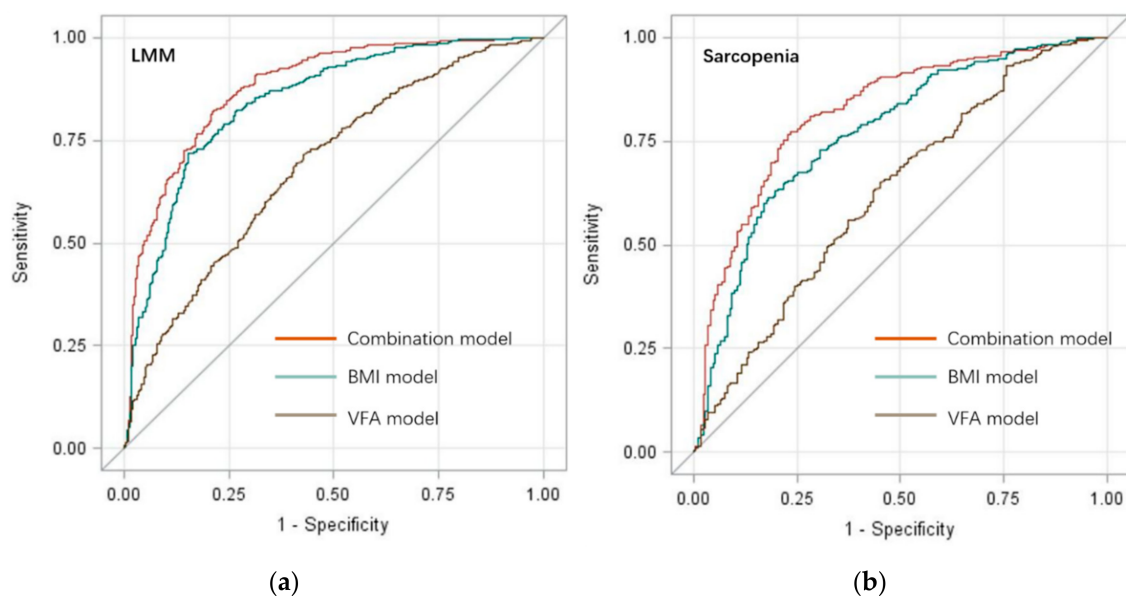 LMM
Sensitivity
1.00
0.75
0.50
0.25
0.00
Combination model
BMI model
VFA model
0.00 0.25 0.50 0.75 1.00
1 - Specificity
(a)
Sarcopenia
Sensitivity
1.00
0.75
0.50
0.25
0.00
Combination model
BMI model
VFA model
0.00 0.25 0.50 0.75 1.00
1 - Specificity
(b)